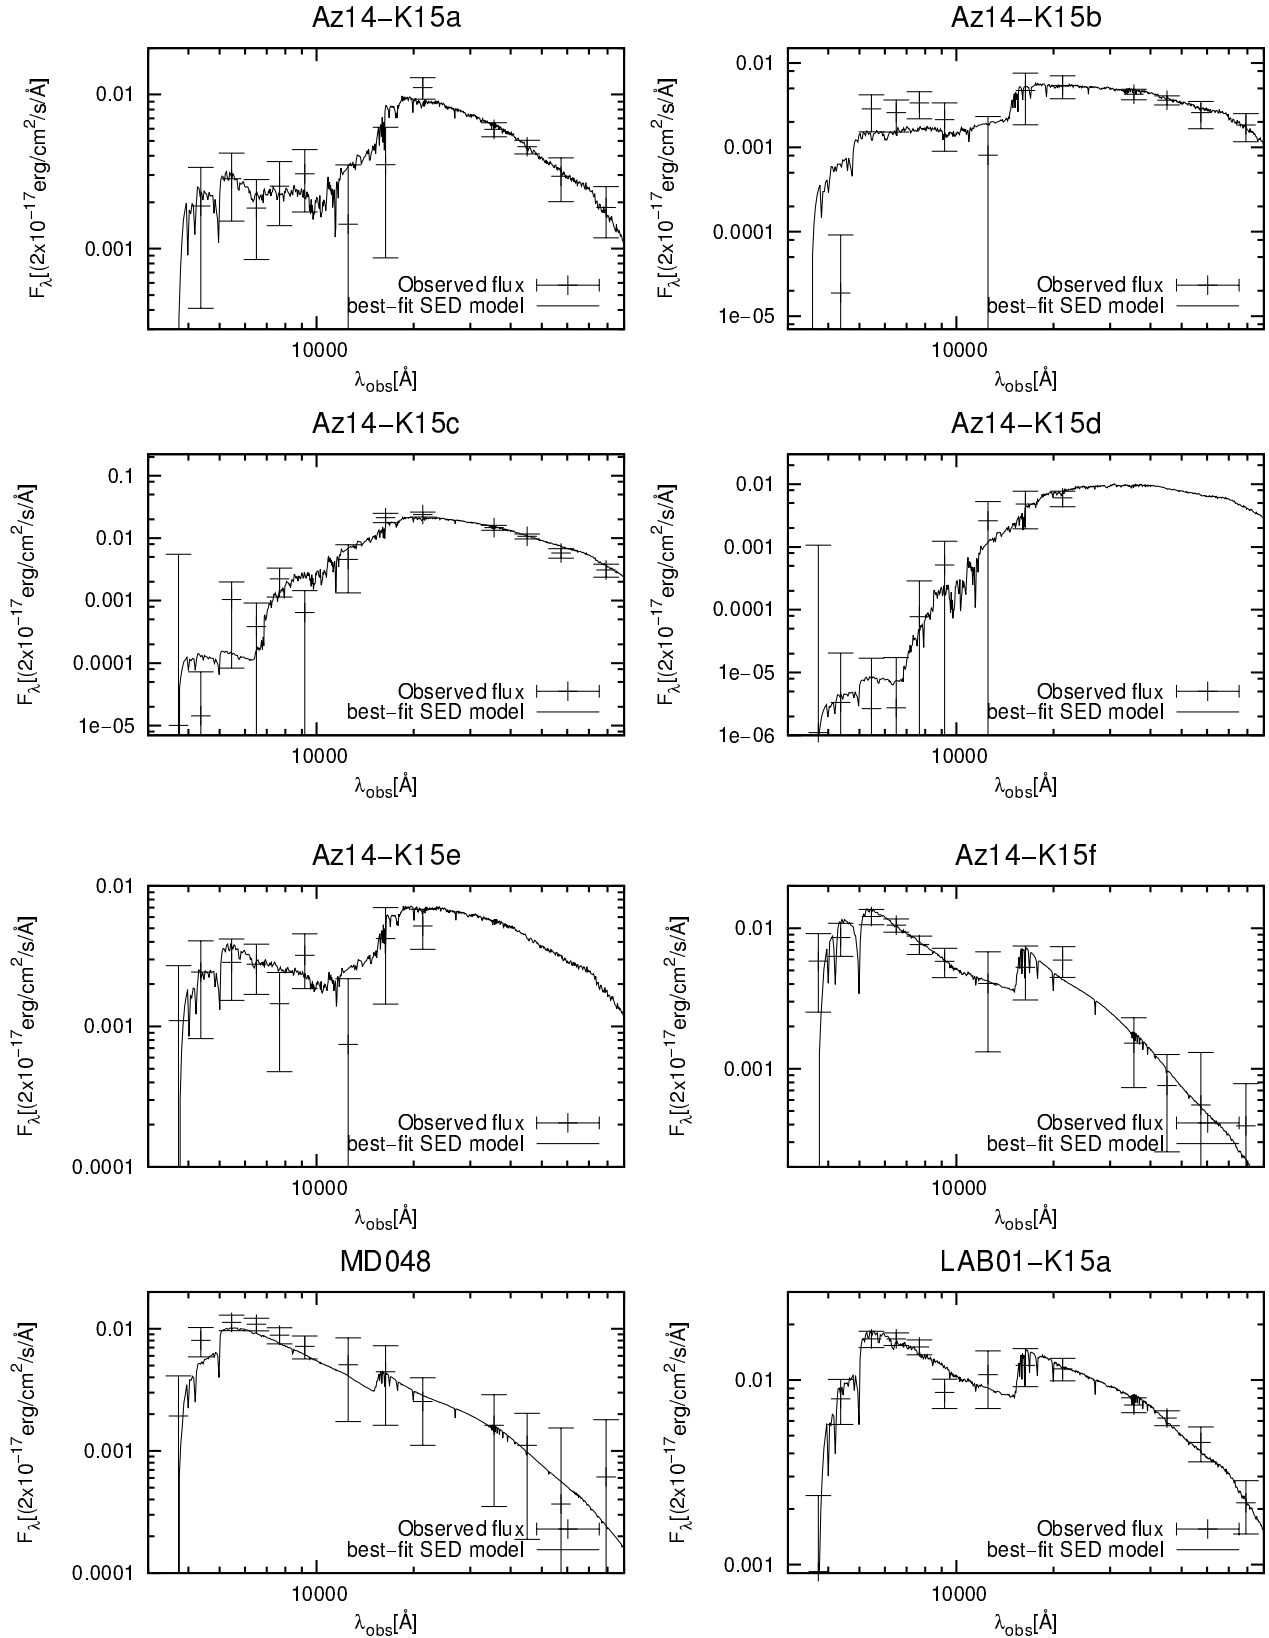 Az14−K15a
0.01
0.001
Fλ[(2x10−17erg/cm2/s/Å]
Observed flux
best−fit SED model
10000
λobs[Å]
Az14−K15b
0.01
0.001
0.0001
1e−05
Fλ[(2x10−17erg/cm2/s/Å]
Observed flux
best−fit SED model
10000
λobs[Å]
Az14−K15c
0.1
0.01
0.001
0.0001
1e−05
Fλ[(2x10−17erg/cm2/s/Å]
Observed flux
best−fit SED model
10000
λobs[Å]
Az14−K15d
0.01
0.001
0.0001
1e−05
1e−06
Fλ[(2x10−17erg/cm2/s/Å]
Observed flux
best−fit SED model
10000
λobs[Å]
Az14−K15e
0.01
0.001
0.0001
Fλ[(2x10−17erg/cm2/s/Å]
Observed flux
best−fit SED model
10000
λobs[Å]
Az14−K15f
0.01
0.001
Fλ[(2x10−17erg/cm2/s/Å]
Observed flux
best−fit SED model
10000
λobs[Å]
MD048
0.01
0.001
0.0001
Fλ[(2x10−17erg/cm2/s/Å]
Observed flux
best−fit SED model
10000
λobs[Å]
LAB01−K15a
0.01
0.001
Fλ[(2x10−17erg/cm2/s/Å]
Observed flux
best−fit SED model
10000
λobs[Å]